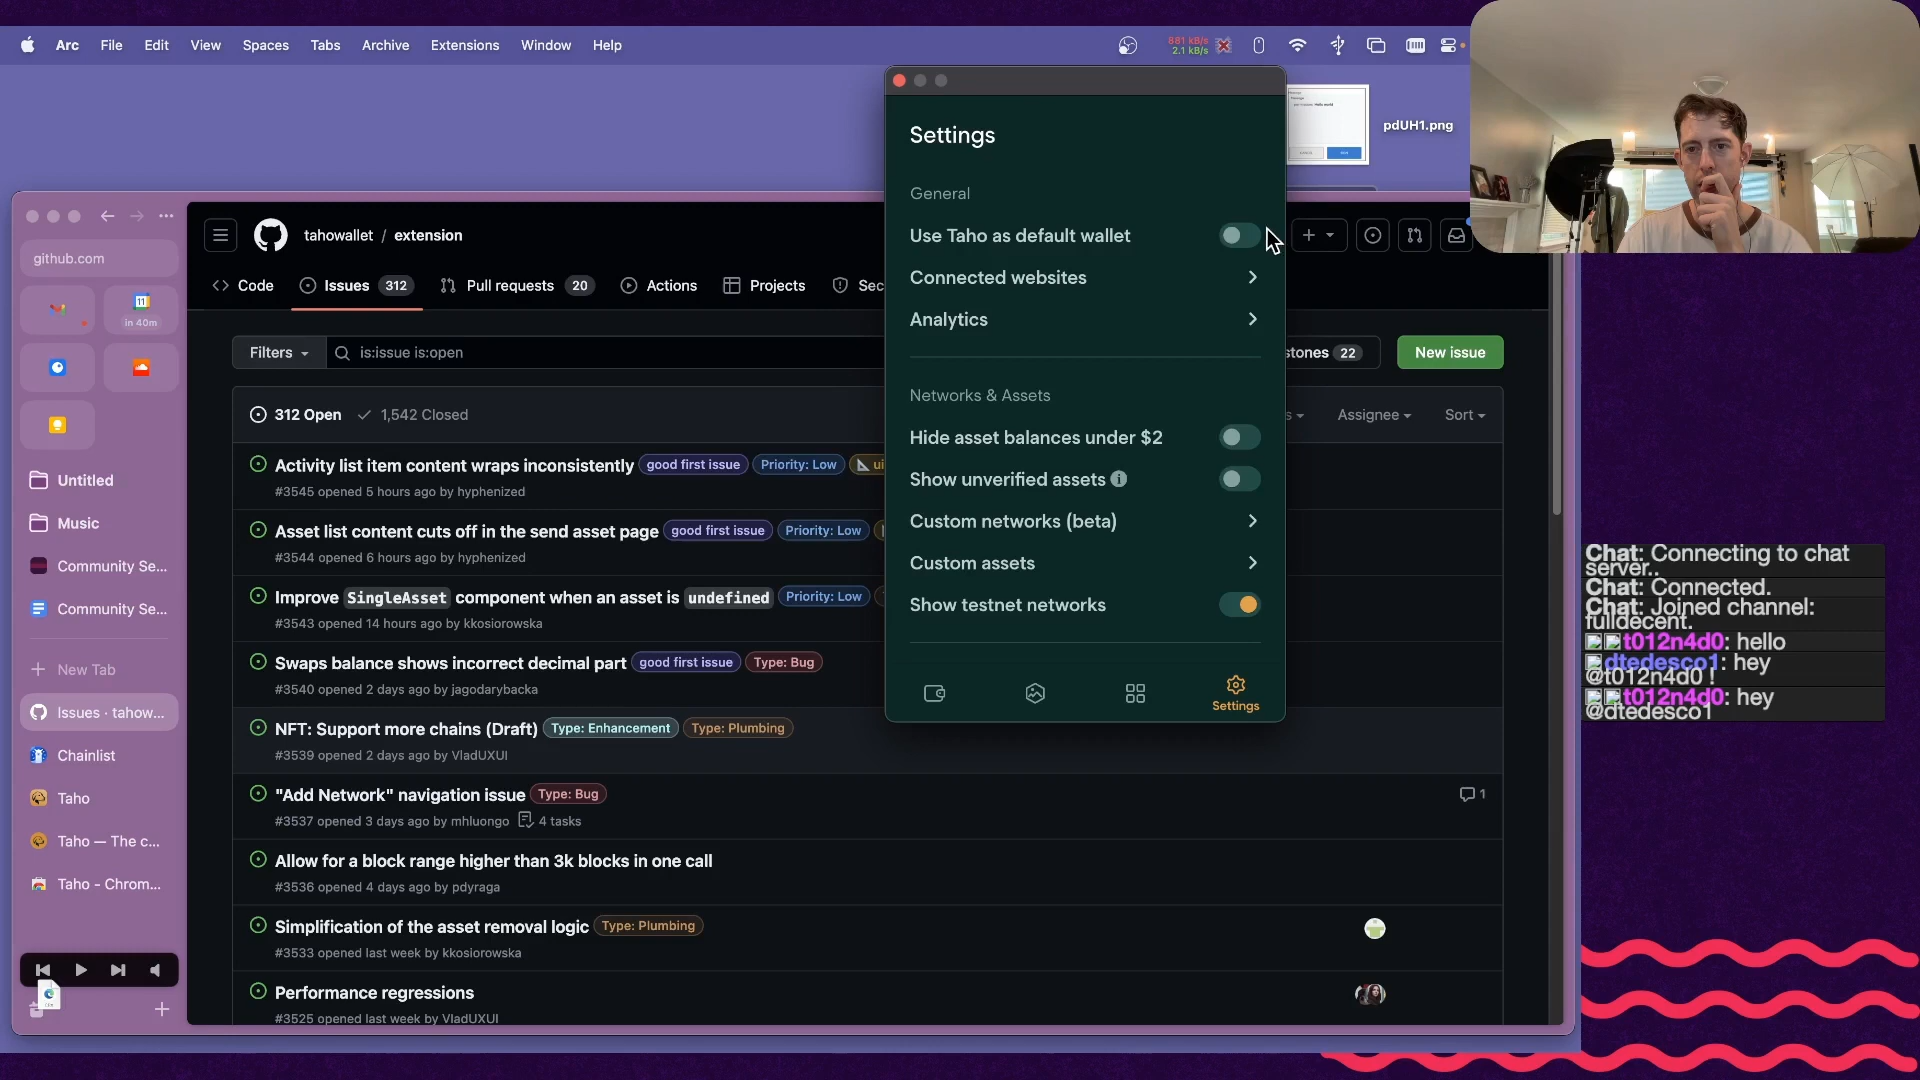 Arc File Edit View Spaces Tabs Archive Extensions Window Help
881 kB/s
2.1 kB/s
pdUH1.png
github.com
11
in 40m
Untitled
Music
Community Se...
Community Se...
New Tab
Issues · tahow...
Chainlist
Taho
Taho — The c...
Taho - Chrom...
tahowallet / extension
Code
Issues 312
Pull requests 20
Actions
Projects
Sec
Filters
is:issue is:open
stones 22
New issue
312 Open
1,542 Closed
s
Assignee
Sort
Activity list item content wraps inconsistently good first issue Priority: Low ui
#3545 opened 5 hours ago by hyphenized
Asset list content cuts off in the send asset page good first issue Priority: Low
#3544 opened 6 hours ago by hyphenized
Improve SingleAsset component when an asset is undefined Priority: Low
#3543 opened 14 hours ago by kkosiorowska
Swaps balance shows incorrect decimal part good first issue Type: Bug
#3540 opened 2 days ago by jagodarybacka
NFT: Support more chains (Draft) Type: Enhancement Type: Plumbing
#3539 opened 2 days ago by VladUXUI
"Add Network" navigation issue Type: Bug
1
#3537 opened 3 days ago by mhluongo 4 tasks
Allow for a block range higher than 3k blocks in one call
#3536 opened 4 days ago by pdyraga
Simplification of the asset removal logic Type: Plumbing
#3533 opened last week by kkosiorowska
Performance regressions
#3525 opened last week by VladUXUI
Settings
General
Use Taho as default wallet
Connected websites
Analytics
Networks & Assets
Hide asset balances under $2
Show unverified assets
Custom networks (beta)
Custom assets
Show testnet networks
Settings
Chat: Connecting to chat
server..
Chat: Connected.
Chat: Joined channel:
fulldecent.
t012n4d0: hello
dtedesco1: hey
@t012n4d0 !
t012n4d0: hey
@dtedesco1